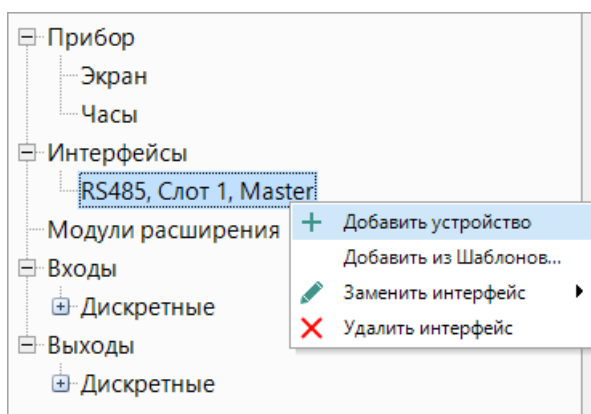 Прибор
Экран
Часы
Интерфейсы
RS485, Слот 1, Master
Добавить устройство
Модули расширения
Добавить из Шаблонов...
Входы
Заменить интерфейс
Дискретные
Удалить интерфейс
Выходы
Дискретные